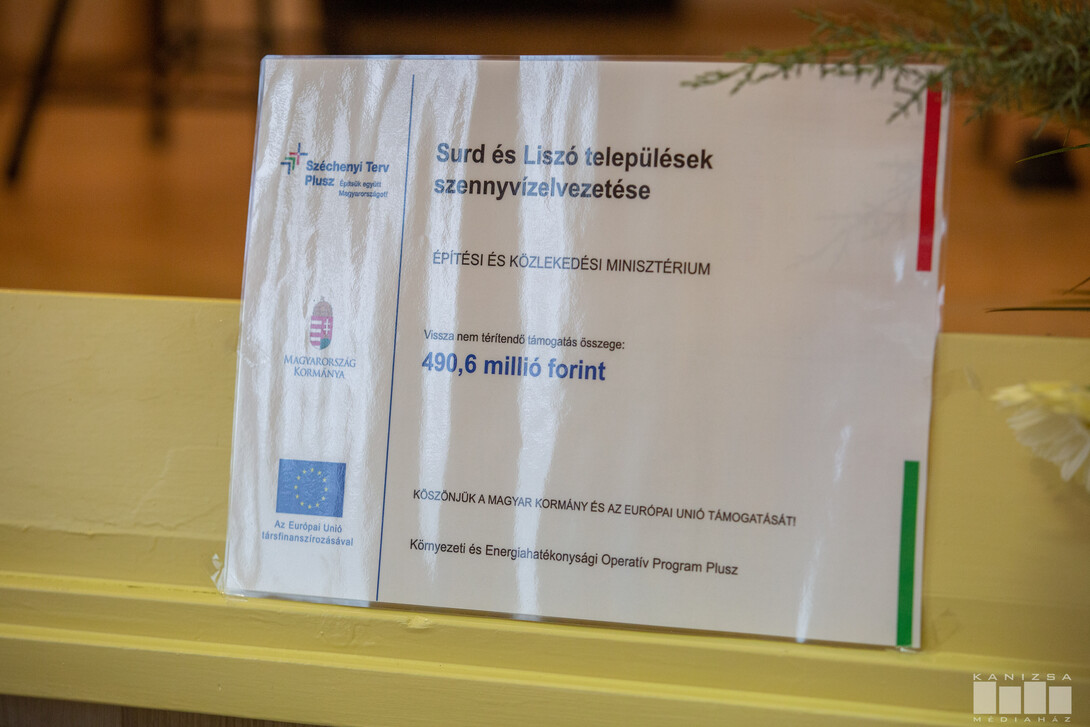 Széchenyi Terv
Plusz Építsük együtt
Magyarországot!
MAGYARORSZÁG
KORMÁNYA
Az Európai Unió
társfinanszírozásával
Surd és Liszó települések
szennyvízelvezetése
ÉPÍTÉSI ÉS KÖZLEKEDÉSI MINISZTÉRIUM
Vissza nem térítendő támogatás összege:
490,6 millió forint
KÖSZÖNJÜK A MAGYAR KORMÁNY ÉS AZ EURÓPAI UNIÓ TÁMOGATÁSÁT!
Környezeti és Energiahatékonysági Operatív Program Plusz
KANIZSA
MÉDIAHÁZ